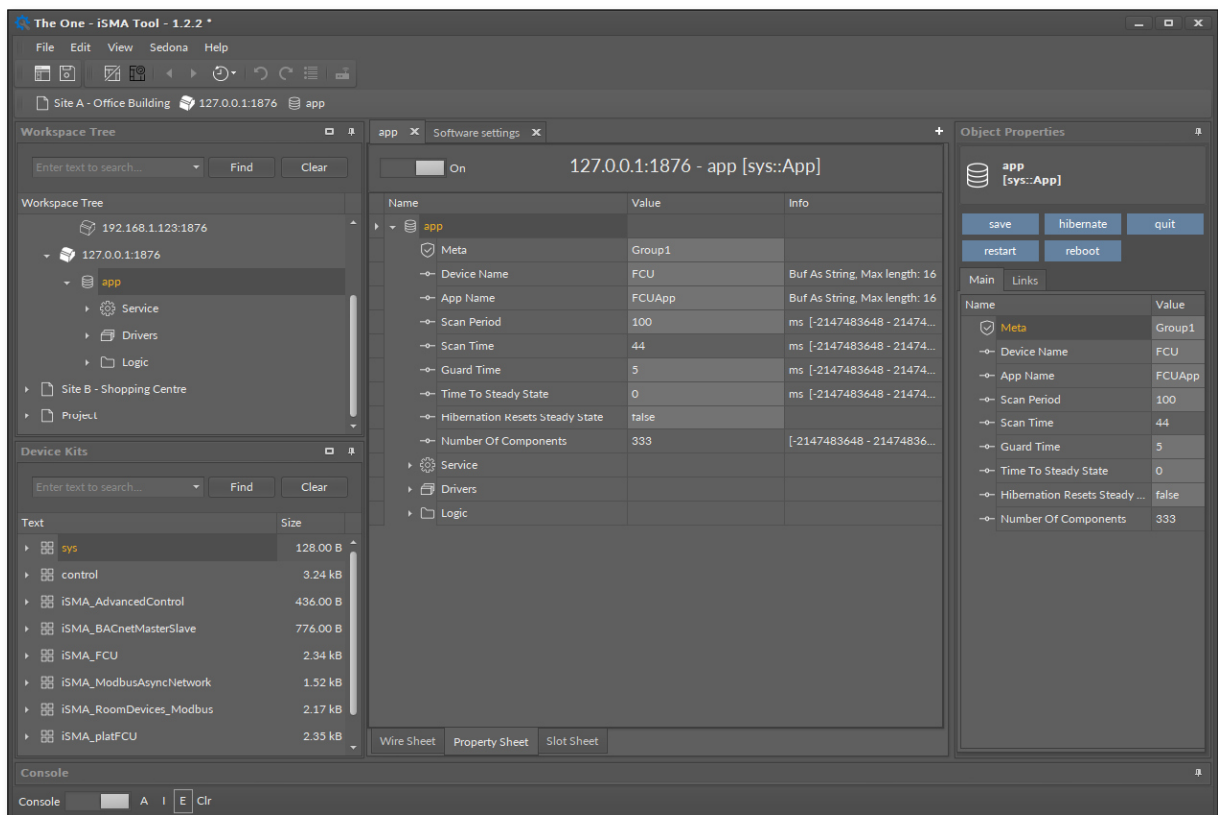 The One - iSMA Tool - 1.2.2 *
File Edit View Sedona Help
Site A - Office Building 127.0.0.1:1876 app
Workspace Tree
Enter text to search... Find Clear
Workspace Tree
192.168.1.123:1876
127.0.0.1:1876
app
Service
Drivers
Logic
Site B - Shopping Centre
Project
Device Kits
Enter text to search... Find Clear
Text Size
sys 128.00 B
control 3.24 kB
iSMA_AdvancedControl 436.00 B
iSMA_BACnetMasterSlave 776.00 B
iSMA_FCU 2.34 kB
iSMA_ModbusAsyncNetwork 1.52 kB
iSMA_RoomDevices_Modbus 2.17 kB
iSMA_platFCU 2.35 kB
app Software settings
On 127.0.0.1:1876 - app [sys::App]
Name Value Info
app
Meta Group1
Device Name FCU Buf As String, Max length: 16
App Name FCUApp Buf As String, Max length: 16
Scan Period 100 ms [-2147483648 - 21474...
Scan Time 44 ms [-2147483648 - 21474...
Guard Time 5 ms [-2147483648 - 21474...
Time To Steady State 0 ms [-2147483648 - 21474...
Hibernation Resets Steady State false
Number Of Components 333 [-2147483648 - 21474836...
Service
Drivers
Logic
Wire Sheet Property Sheet Slot Sheet
Object Properties
app
[sys::App]
save hibernate quit
restart reboot
Main Links
Name Value
Meta Group1
Device Name FCU
App Name FCUApp
Scan Period 100
Scan Time 44
Guard Time 5
Time To Steady State 0
Hibernation Resets Steady ... false
Number Of Components 333
Console
Console A I E Clr